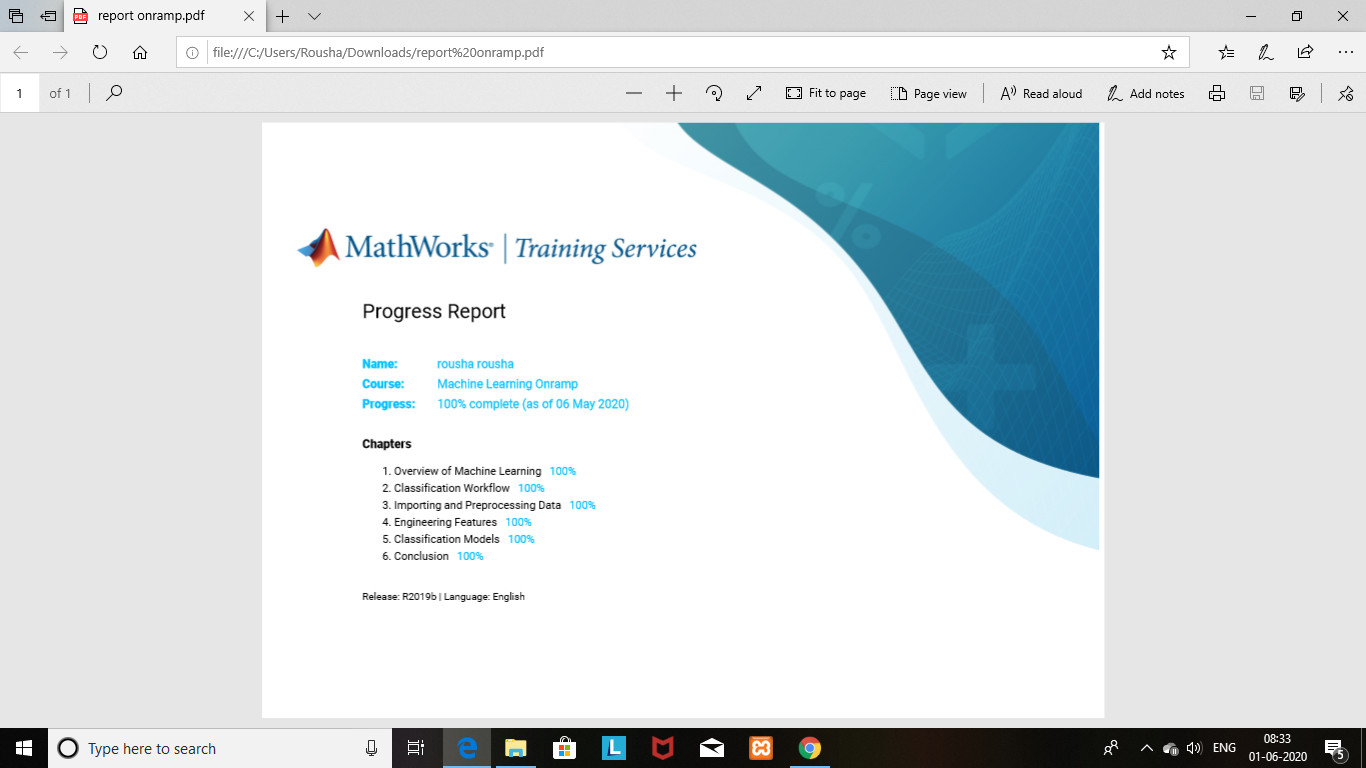 report onramp.pdf
file:///C:/Users/Rousha/Downloads/report%20onramp.pdf
1 of 1 Fit to page Page view Read aloud Add notes
%
MathWorks® | Training Services
Progress Report
Name: rousha rousha
Course: Machine Learning Onramp
Progress: 100% complete (as of 06 May 2020)
Chapters
1. Overview of Machine Learning 100%
2. Classification Workflow 100%
3. Importing and Preprocessing Data 100%
4. Engineering Features 100%
5. Classification Models 100%
6. Conclusion 100%
Release: R2019b | Language: English
Type here to search
ENG
08:33
01-06-2020
5